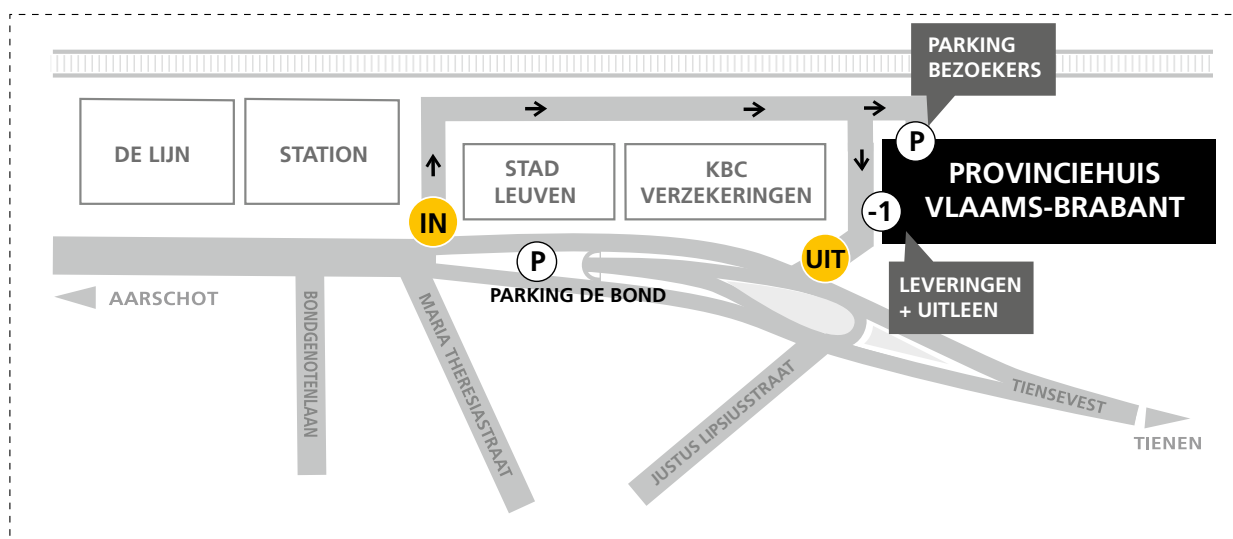 PARKING
BEZOEKERS
DE LIJN
STATION
STAD
LEUVEN
KBC
VERZEKERINGEN
P
PROVINCIEHUIS
VLAAMS-BRABANT
IN
-1
UIT
P
PARKING DE BOND
LEVERINGEN
+ UITLEEN
AARSCHOT
BONDGENOTENLAAN
MARIA THERESIASTRAAT
JUSTUS LIPSIUSSTRAAT
TIENSEVEST
TIENEN